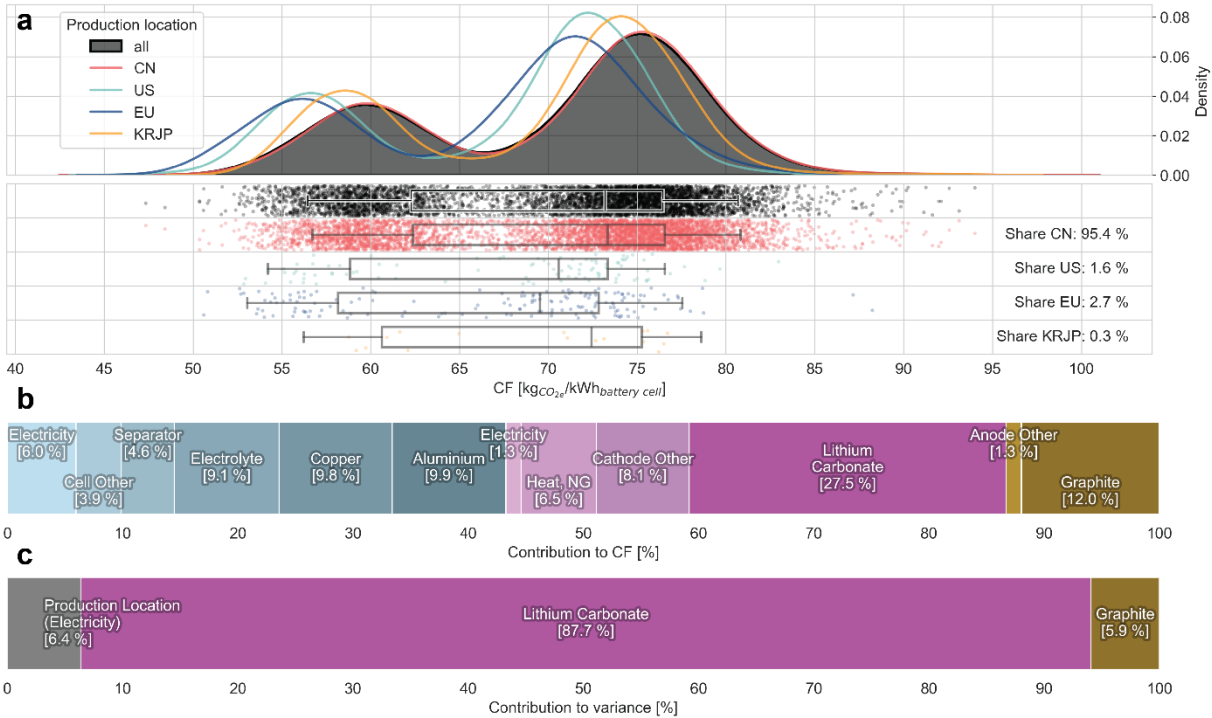 a
Production location
all
CN
US
EU
KRJP
0.08
0.06
0.04
0.02
0.00
Density
Share CN: 95.4 %
Share US: 1.6 %
Share EU: 2.7 %
Share KRJP: 0.3 %
40 45 50 55 60 65 70 75 80 85 90 95 100
CF [kgCO2e/kWhbattery cell]
b
Electricity
[6.0 %]
Cell Other
[3.9 %]
Separator
[4.6 %]
Electrolyte
[9.1 %]
Copper
[9.8 %]
Aluminium
[9.9 %]
Electricity
[1.3 %]
Heat, NG
[6.5 %]
Cathode Other
[8.1 %]
Lithium
Carbonate
[27.5 %]
Anode Other
[1.3 %]
Graphite
[12.0 %]
0 10 20 30 40 50 60 70 80 90 100
Contribution to CF [%]
c
Production Location
(Electricity)
[6.4 %]
Lithium Carbonate
[87.7 %]
Graphite
[5.9 %]
0 10 20 30 40 50 60 70 80 90 100
Contribution to variance [%]